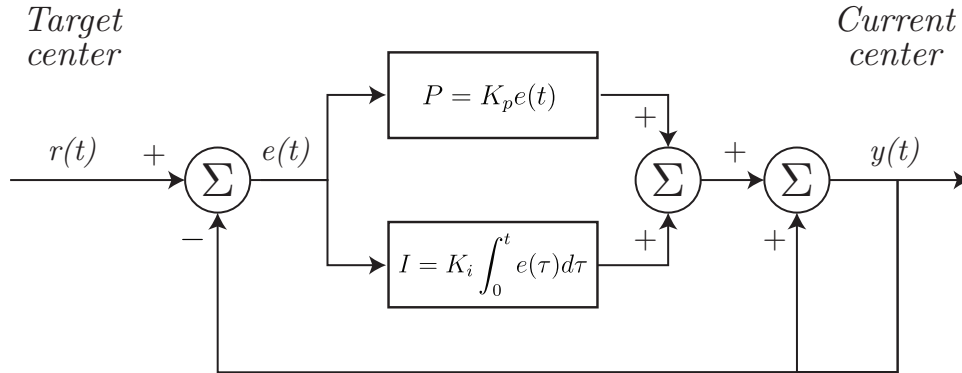 Target
center
Current
center
P = K_p e(t)
r(t)
+
e(t)
+
+
y(t)
Σ
Σ
Σ
−
+
+
I = K_i ∫_0^t e(τ)dτ